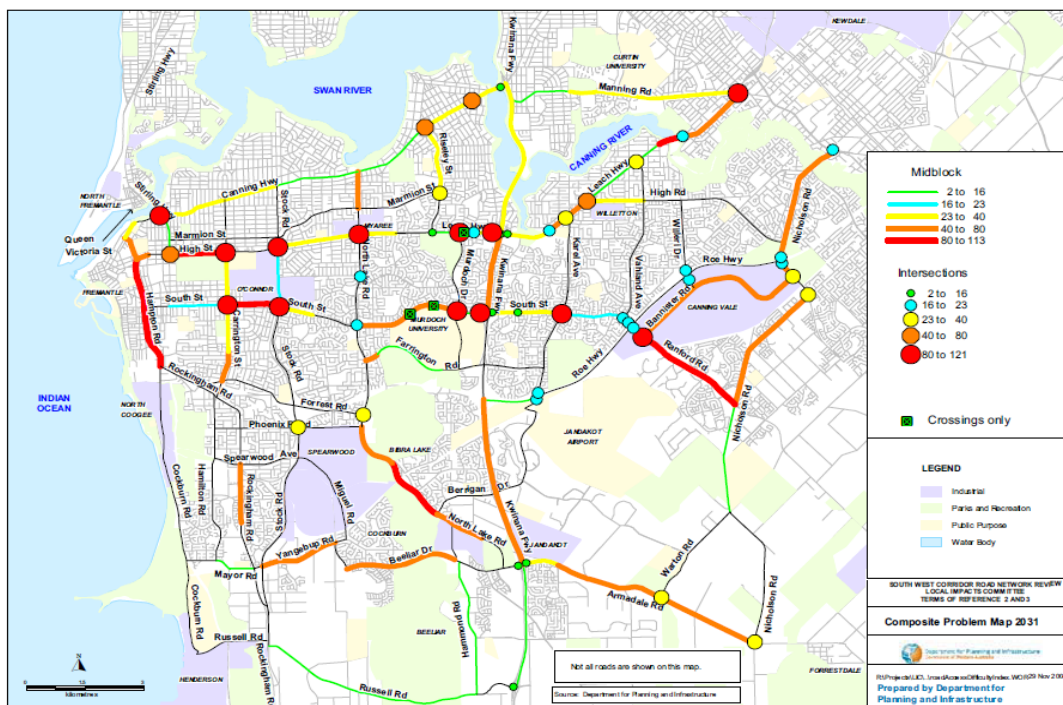 KEWDALE
Stirling Hwy
Kwinana Fwy
CURTIN
UNIVERSITY
Manning Rd
SWAN RIVER
CANNING RIVER
Riseley St
Leach Hwy
High Rd
WILLETTON
Canning Hwy
Stock Rd
Marmion St
NORTH
FREMANTLE
Queen
Victoria St
Marmion St
High St
MYAREE
North Lake Rd
Murdoch Dr
Kwinana Fwy
Karel Ave
Vahland Ave
Willeri Dr
Roe Hwy
Nicholson Rd
Bannister Rd
CANNING VALE
FREMANTLE
O'CONNOR
South St
South St
South St
MURDOCH
UNIVERSITY
Hampton Rd
Carrington St
Stock Rd
Farrington
Rd
Roe Hwy
Ranford Rd
Nicholson Rd
Rockingham Rd
INDIAN
OCEAN
NORTH
COOGEE
Forrest Rd
SPEARWOOD
BIBRA LAKE
JANDAKOT
AIRPORT
Spearwood Ave
Cockburn Rd
Hamilton Rd
Rockingham Rd
Stock Rd
Miguel Rd
Berrigan Dr
COCKBURN
North Lake Rd
Kwinana Fwy
JANDAKOT
Yangebup Rd
Beeliar Dr
Mayor Rd
Warton Rd
Armadale Rd
Nicholson Rd
Cockburn Rd
Hammond Rd
BEELIAR
Russell Rd
Rockingham Rd
HENDERSON
Russell Rd
FORRESTDALE
N
kilometres
Not all roads are shown on this map.
Source: Department for Planning and Infrastructure
Midblock
2 to 16
16 to 23
23 to 40
40 to 80
80 to 113
Intersections
2 to 16
16 to 23
23 to 40
40 to 80
80 to 121
Crossings only
LEGEND
Industrial
Parks and Recreation
Public Purpose
Water Body
SOUTH WEST CORRIDOR ROAD NETWORK REVIEW
LOCAL IMPACTS COMMITTEE
TERMS OF REFERENCE 2 AND 3
Composite Problem Map 2031
Department for Planning and Infrastructure
Prepared by Department for
Planning and Infrastructure